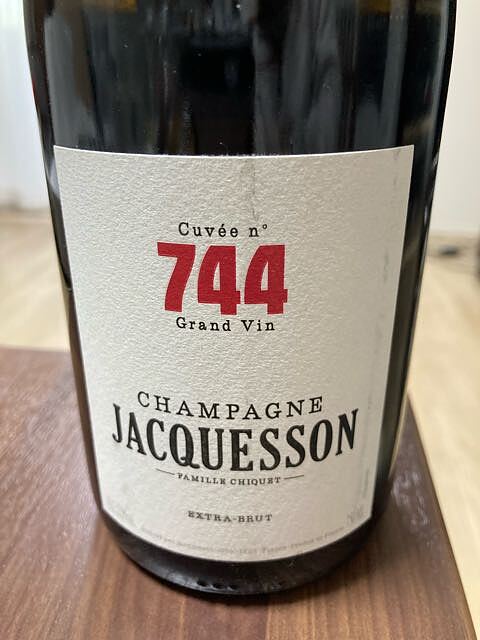 Cuvée n°
744
Grand Vin
CHAMPAGNE
JACQUESSON
FAMILLE CHIQUET
EXTRA-BRUT